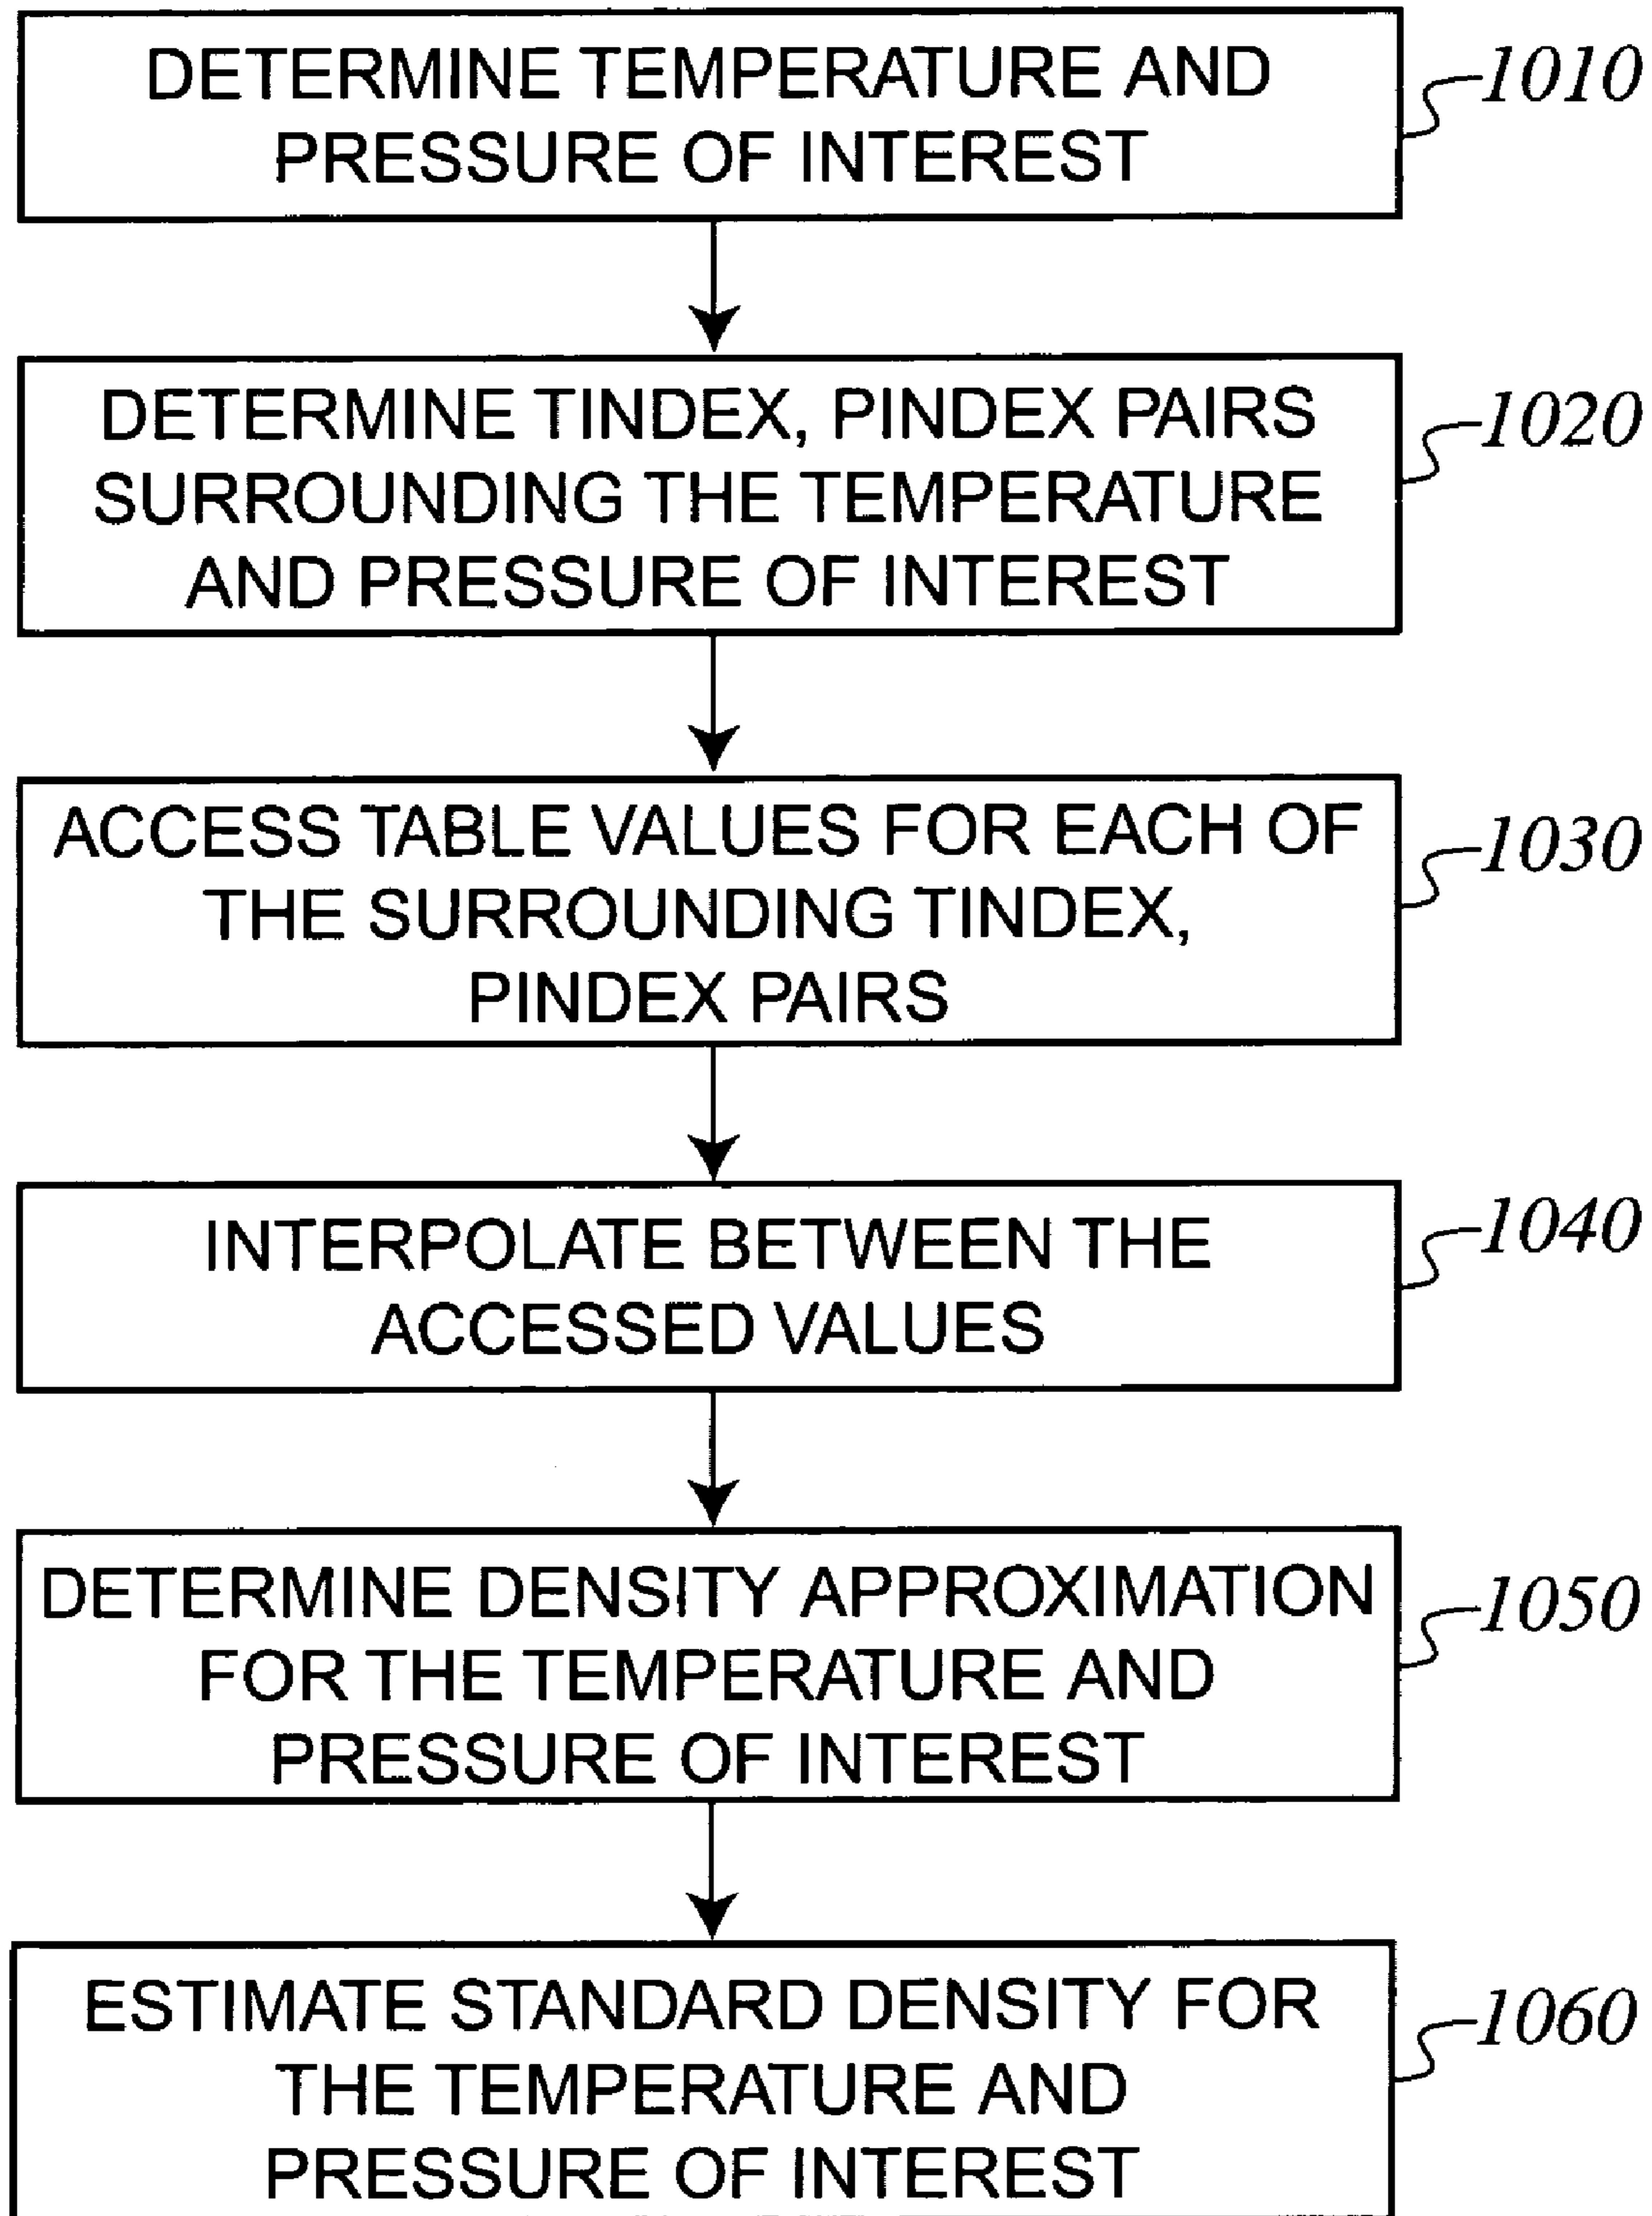 DETERMINE TEMPERATURE AND
PRESSURE OF INTEREST
1010
DETERMINE TINDEX, PINDEX PAIRS
SURROUNDING THE TEMPERATURE
AND PRESSURE OF INTEREST
1020
ACCESS TABLE VALUES FOR EACH OF
THE SURROUNDING TINDEX,
PINDEX PAIRS
1030
INTERPOLATE BETWEEN THE
ACCESSED VALUES
1040
DETERMINE DENSITY APPROXIMATION
FOR THE TEMPERATURE AND
PRESSURE OF INTEREST
1050
ESTIMATE STANDARD DENSITY FOR
THE TEMPERATURE AND
PRESSURE OF INTEREST
1060